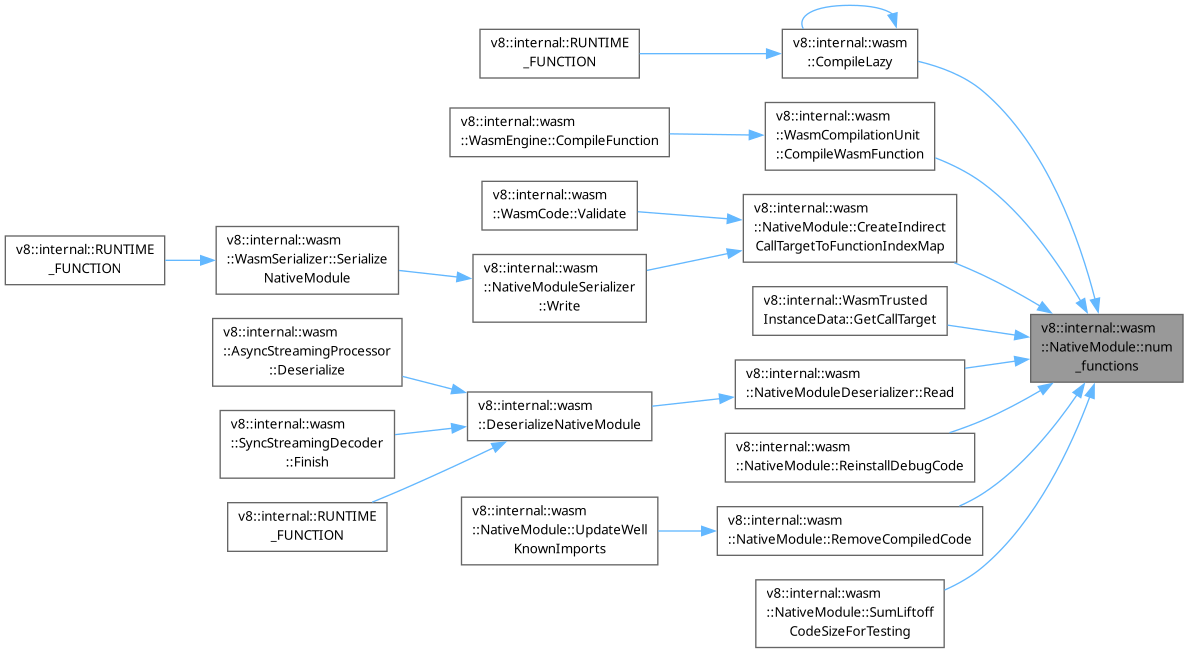 v8::internal::RUNTIME
_FUNCTION
v8::internal::wasm
::CompileLazy
v8::internal::wasm
::WasmEngine::CompileFunction
v8::internal::wasm
::WasmCompilationUnit
::CompileWasmFunction
v8::internal::wasm
::WasmCode::Validate
v8::internal::wasm
::NativeModule::CreateIndirect
CallTargetToFunctionIndexMap
v8::internal::RUNTIME
_FUNCTION
v8::internal::wasm
::WasmSerializer::Serialize
NativeModule
v8::internal::wasm
::NativeModuleSerializer
::Write
v8::internal::WasmTrusted
InstanceData::GetCallTarget
v8::internal::wasm
::NativeModule::num
_functions
v8::internal::wasm
::AsyncStreamingProcessor
::Deserialize
v8::internal::wasm
::DeserializeNativeModule
v8::internal::wasm
::NativeModuleDeserializer::Read
v8::internal::wasm
::SyncStreamingDecoder
::Finish
v8::internal::wasm
::NativeModule::ReinstallDebugCode
v8::internal::RUNTIME
_FUNCTION
v8::internal::wasm
::NativeModule::UpdateWell
KnownImports
v8::internal::wasm
::NativeModule::RemoveCompiledCode
v8::internal::wasm
::NativeModule::SumLiftoff
CodeSizeForTesting